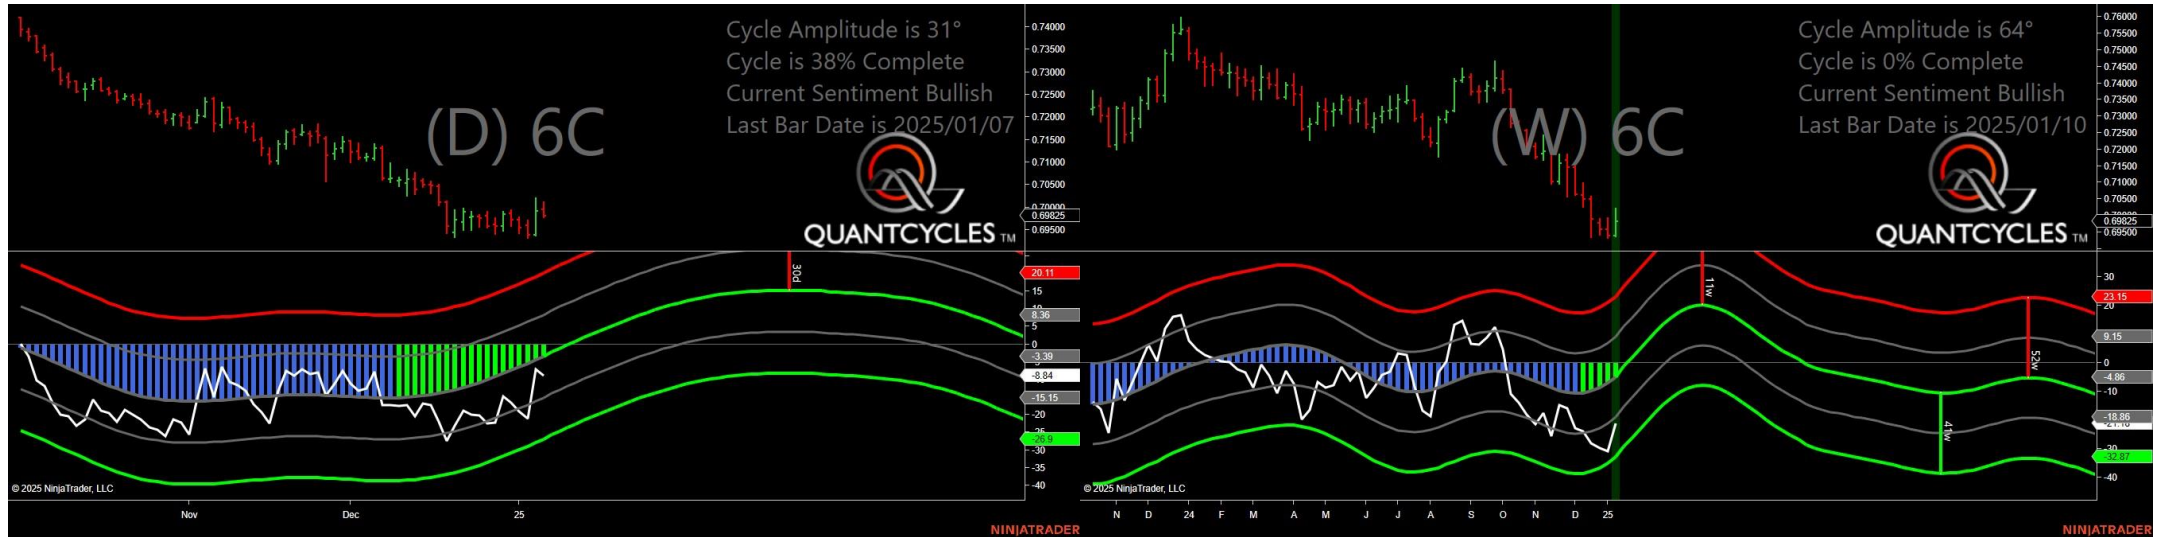 Cycle Amplitude is 31°
Cycle is 38% Complete
Current Sentiment Bullish
Last Bar Date is 2025/01/07
(D) 6C
QUANTCYCLES TM
0.74000
0.73500
0.73000
0.72500
0.72000
0.71500
0.71000
0.70500
0.70000
0.69825
0.69500
30d
20.11
15
10
8.36
5
0
-3.39
-8.84
-15.15
-20
-25
-26.9
-30
-35
-40
© 2025 NinjaTrader, LLC
Nov
Dec
25
NINJATRADER
Cycle Amplitude is 64°
Cycle is 0% Complete
Current Sentiment Bullish
Last Bar Date is 2025/01/10
(W) 6C
QUANTCYCLES TM
0.76000
0.75500
0.75000
0.74500
0.74000
0.73500
0.73000
0.72500
0.72000
0.71500
0.71000
0.70500
0.69825
0.69500
11w
52w
41w
30
23.15
20
9.15
0
-4.86
-10
-18.86
-30
-32.87
-40
© 2025 NinjaTrader, LLC
N D 24 F M A M J J A S O N D 25
NINJATRADER